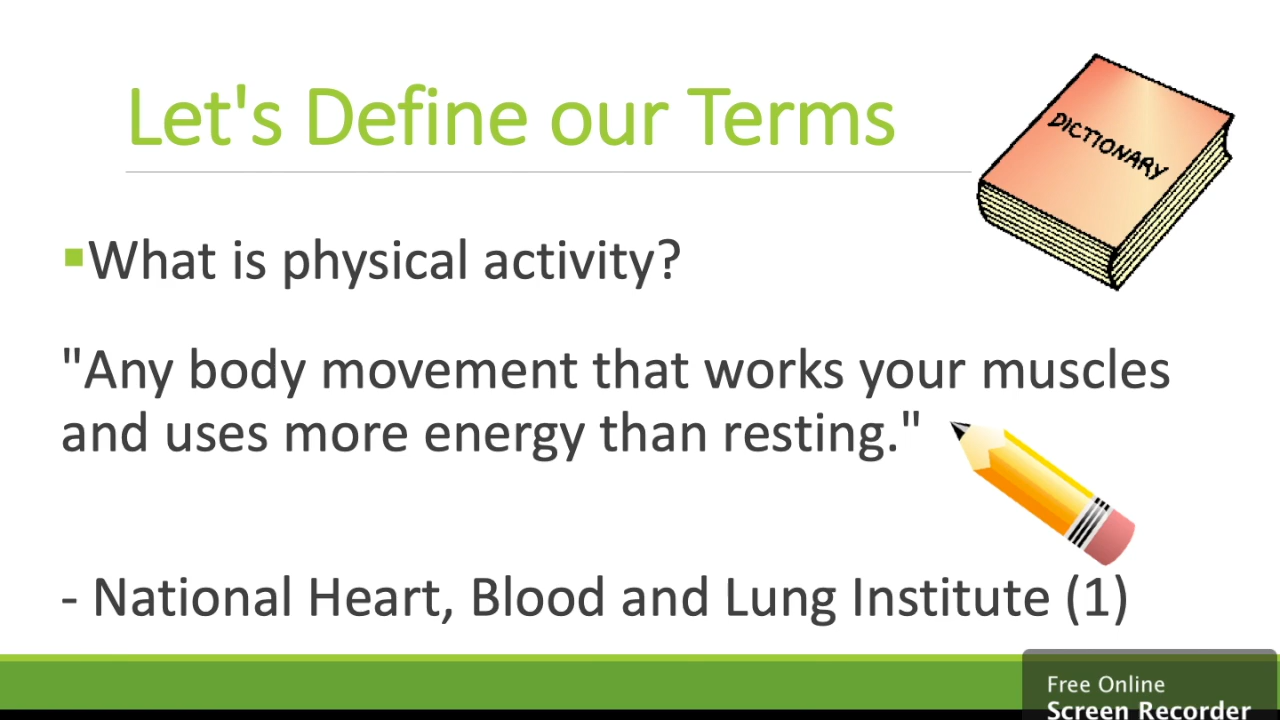 Let's Define our Terms
DICTIONARY
▪What is physical activity?
"Any body movement that works your muscles
and uses more energy than resting."
- National Heart, Blood and Lung Institute (1)
Free Online
Screen Recorder